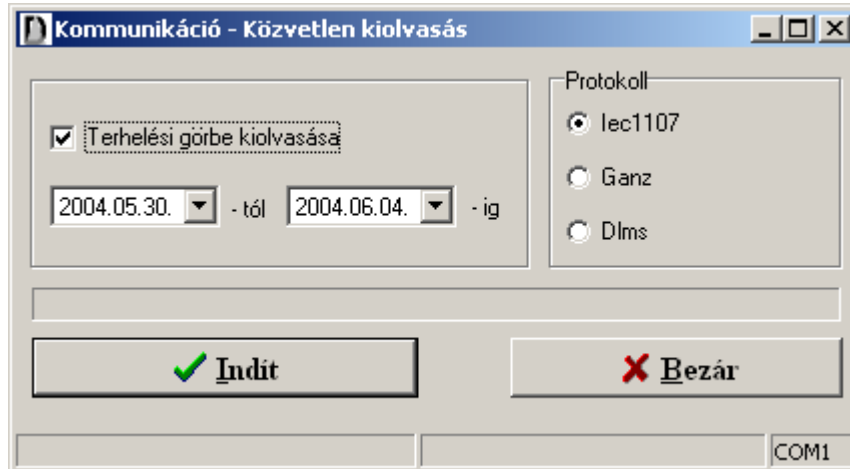 Kommunikáció - Közvetlen kiolvasás
Terhelési görbe kiolvasása
2004.05.30. - tól 2004.06.04. - ig
Protokoll
Iec1107
Ganz
Dlms
Indít
Bezár
COM1